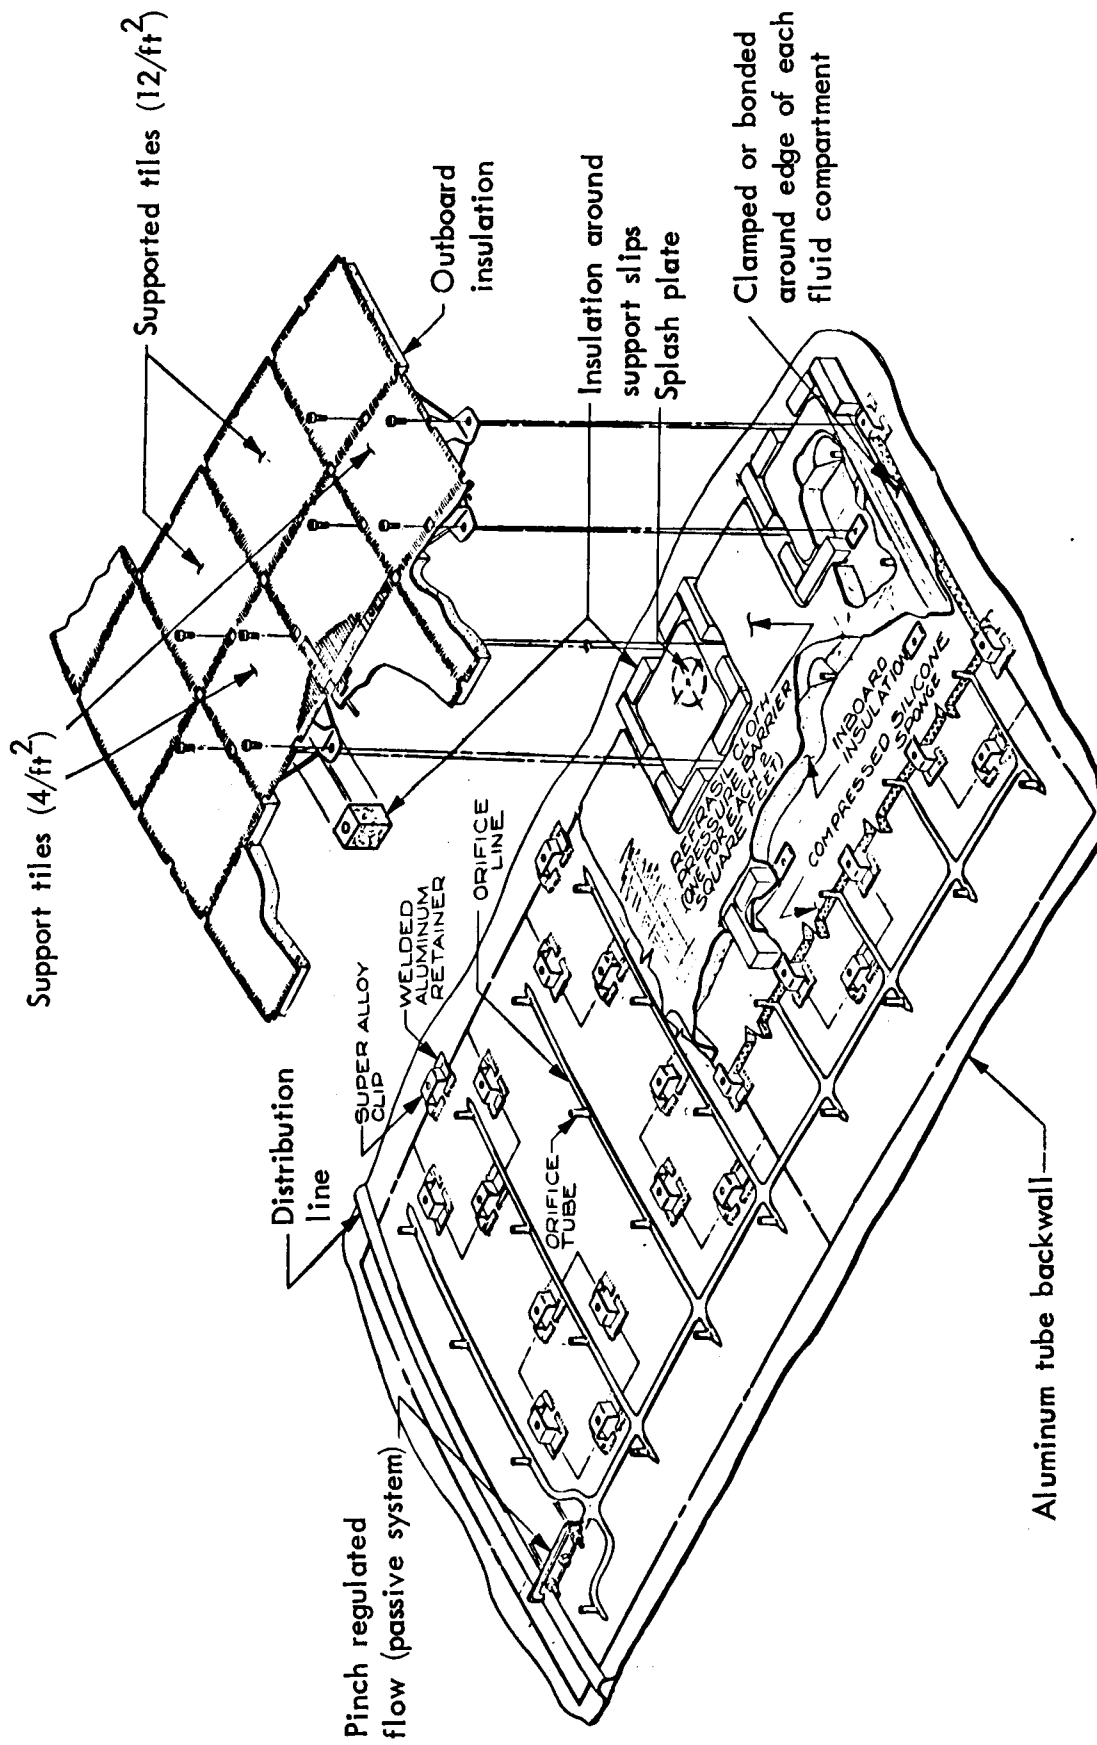 Support tiles (4/ft2)
Supported tiles (12/ft2)
Outboard
insulation
Insulation around
support slips
Splash plate
Clamped or bonded
around edge of each
fluid compartment
Distribution
line
SUPER ALLOY
CLIP
WELDED
ALUMINUM
RETAINER
ORIFICE
LINE
ORIFICE
TUBE
REFRASIL CLOTH
PRESSURE BARRIER
(ONE FOR EACH 2
SQUARE FEET)
INBOARD
INSULATION
COMPRESSED SILICONE
SPONGE
Pinch regulated
flow (passive system)
Aluminum tube backwall